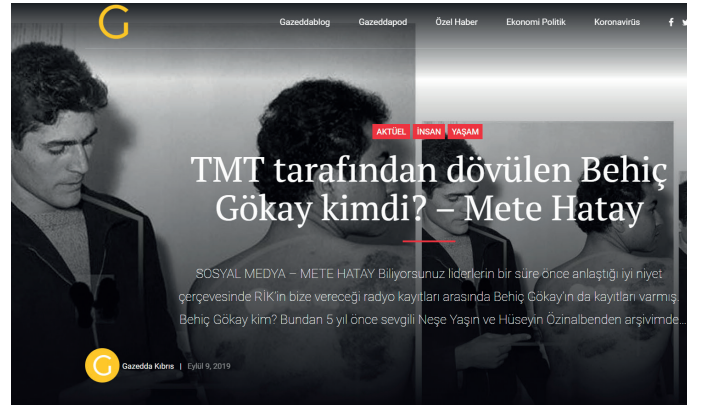 G
Gazeddablog Gazeddapod Özel Haber Ekonomi Politik Koronavirüs
AKTÜEL İNSAN YAŞAM
TMT tarafından dövülen Behiç
Gökay kimdi? – Mete Hatay
SOSYAL MEDYA – METE HATAY Biliyorsunuz liderlerin bir süre önce anlaştığı iyi niyet
çerçevesinde RİK’in bize vereceği radyo kayıtları arasında Behiç Gökay’ın da kayıtları varmış.
Behiç Gökay kim? Bundan 5 yıl önce sevgili Neşe Yaşın ve Hüseyin Özinalbenden arşivimde...
G Gazedda Kıbrıs | Eylül 9, 2019